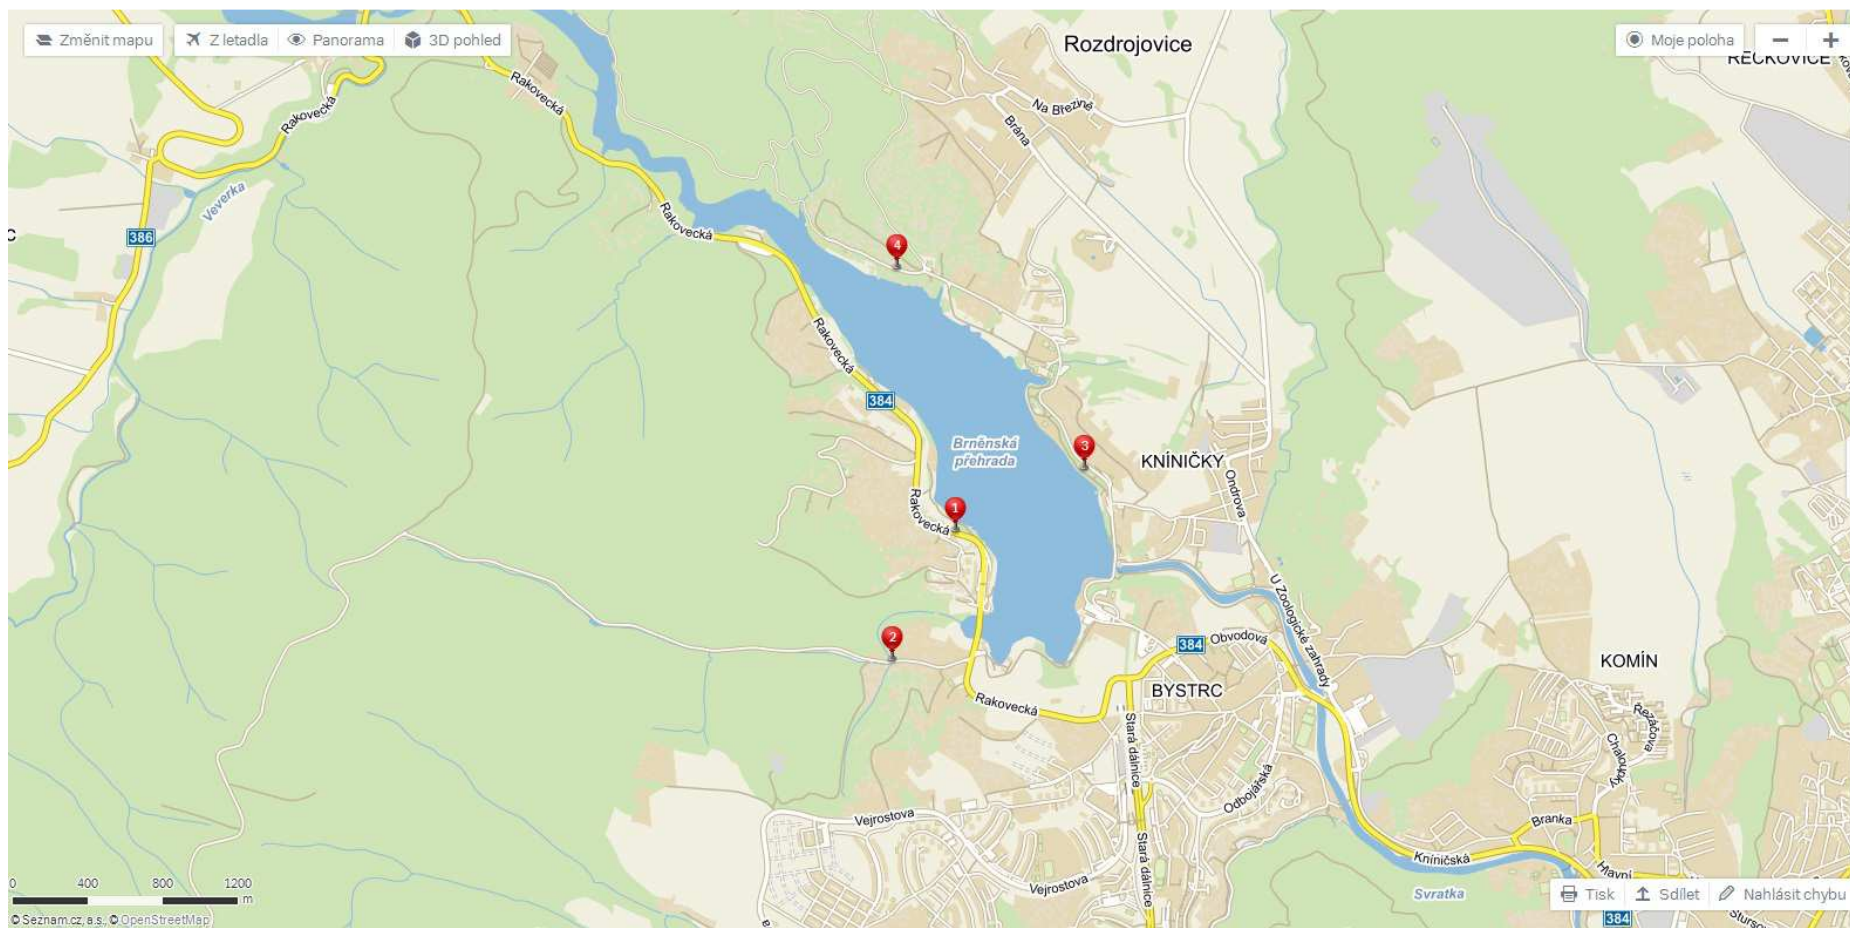 Změnit mapu
Z letadla
Panorama
3D pohled
Rozdrojovice
Moje poloha
− +
ŘEČKOVICE
Rakovecká
Na Březině
Brána
Rakovecká
Veverka
C
386
Rakovecká
4
Rakovecká
384
Brněnská
přehrada
3
KNÍNIČKY
Ondrova
1
Rakovecká
U Zoologické zahrady
2
384
Obvodová
KOMÍN
BYSTRC
Rakovecká
Řezáčova
Stará dálnice
Chaloupky
Odbojářská
Vejrostova
Branka
Stará dálnice
Kníničská
Hlavní
Vejrostova
Svratka
0 400 800 1200
m
Tisk
Sdílet
Nahlásit chybu
a
384
© Seznam.cz, a.s., © OpenStreetMap